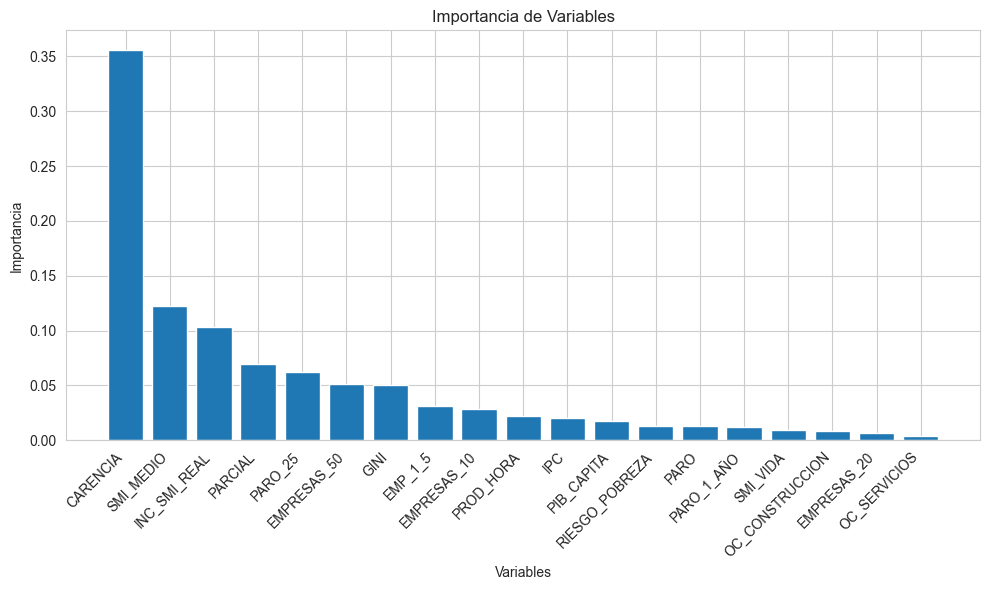 Importancia de Variables
Importancia
0.35
0.30
0.25
0.20
0.15
0.10
0.05
0.00
CARENCIA
SMI_MEDIO
INC_SMI_REAL
PARCIAL
PARO_25
EMPRESAS_50
GINI
EMP_1_5
EMPRESAS_10
PROD_HORA
IPC
PIB_CAPITA
RIESGO_POBREZA
PARO
PARO_1_AÑO
SMI_VIDA
OC_CONSTRUCCION
EMPRESAS_20
OC_SERVICIOS
Variables